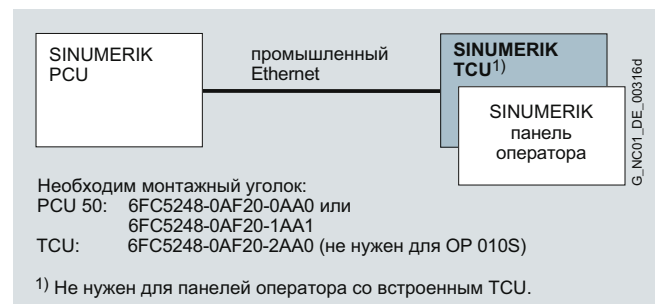 SINUMERIK
PCU
промышленный
Ethernet
SINUMERIK
TCU1)
SINUMERIK
панель
оператора
G_NC01_DE_00316d
Необходим монтажный уголок:
PCU 50: 6FC5248-0AF20-0AA0 или
6FC5248-0AF20-1AA1
TCU: 6FC5248-0AF20-2AA0 (не нужен для OP 010S)
1) Не нужен для панелей оператора со встроенным TCU.